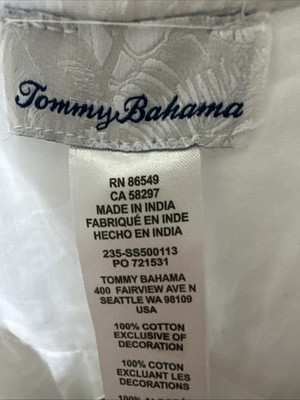 Tommy Bahama
RN 86549
CA 58297
MADE IN INDIA
FABRIQUÉ EN INDE
HECHO EN INDIA
235-SS500113
PO 721531
TOMMY BAHAMA
400 FAIRVIEW AVE N
SEATTLE WA 98109
USA
100% COTTON
EXCLUSIVE OF
DECORATION
100% COTON
EXCLUANT LES
DECORATIONS